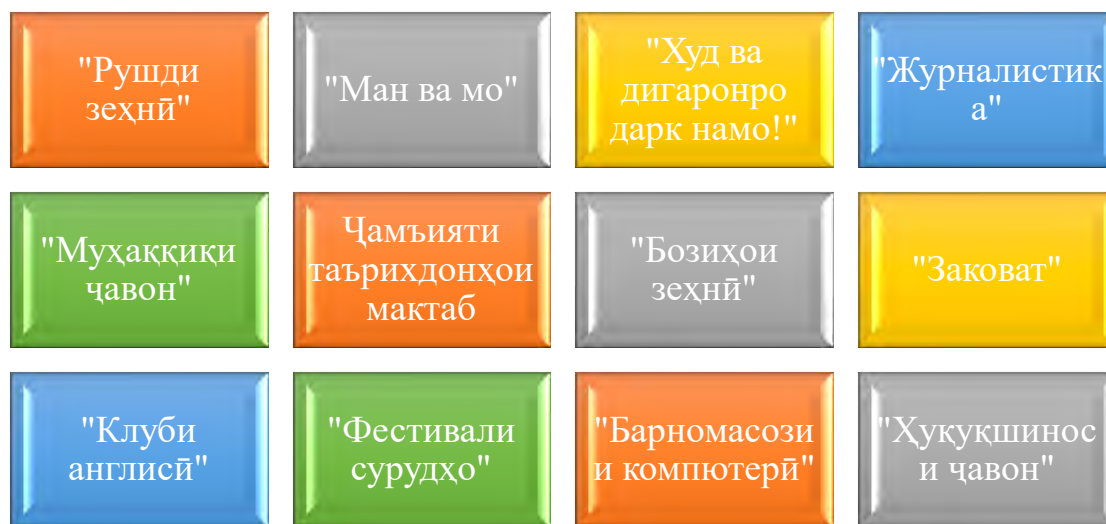 "Рушди
зеҳнӣ"
"Ман ва мо"
"Худ ва
дигаронро
дарк намо!"
"Журналистик
а"
"Муҳаққиқи
ҷавон"
Ҷамъияти
таърихдонҳои
мактаб
"Бозиҳои
зеҳнӣ"
"Заковат"
"Клуби
англисӣ"
"Фестивали
сурудҳо"
"Барномасози
и компютерӣ"
"Ҳуқуқшинос
и ҷавон"